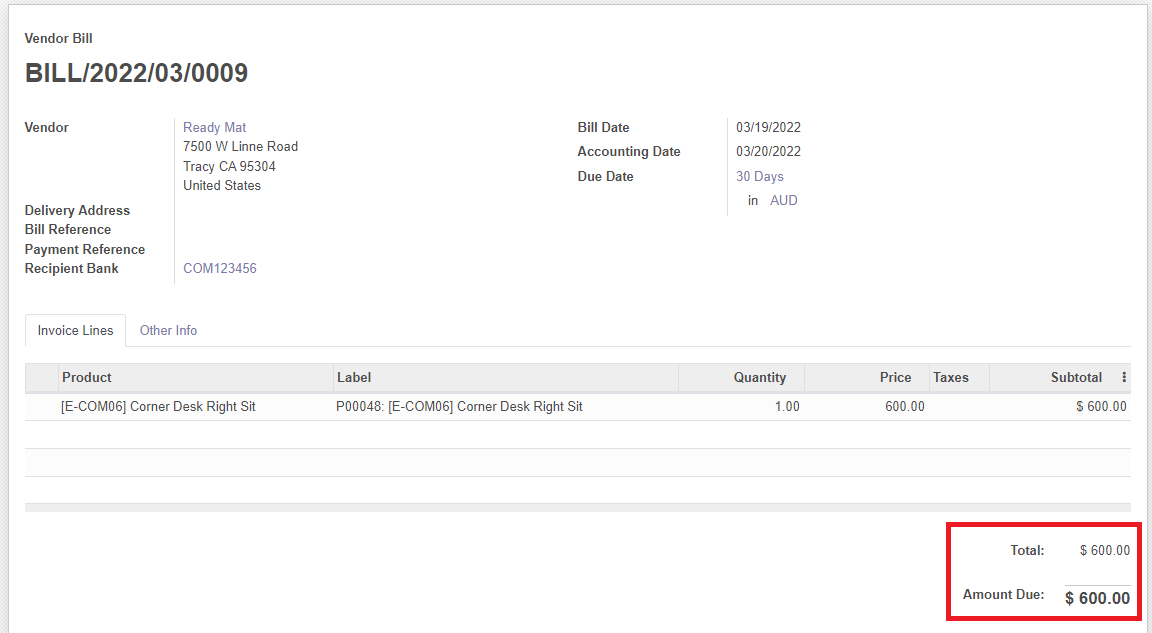 Vendor Bill
BILL/2022/03/0009
Vendor Ready Mat
7500 W Linne Road
Tracy CA 95304
United States
Delivery Address
Bill Reference
Payment Reference
Recipient Bank COM123456
Bill Date 03/19/2022
Accounting Date 03/20/2022
Due Date 30 Days
in AUD
Invoice Lines Other Info
Product Label Quantity Price Taxes Subtotal
[E-COM06] Corner Desk Right Sit P00048: [E-COM06] Corner Desk Right Sit 1.00 600.00 $ 600.00
Total: $ 600.00
Amount Due: $ 600.00